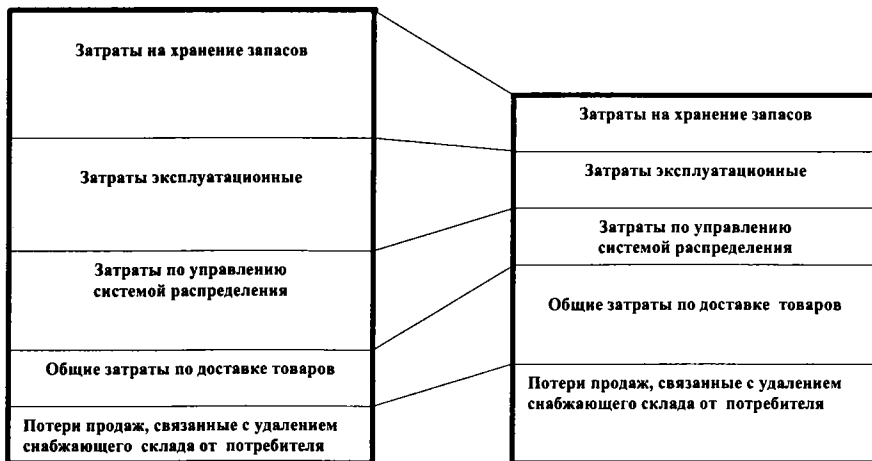 Затраты на хранение запасов
Затраты эксплуатационные
Затраты по управлению
системой распределения
Общие затраты по доставке товаров
Потери продаж, связанные с удалением
снабжающего склада от потребителя
Затраты на хранение запасов
Затраты эксплуатационные
Затраты по управлению
системой распределения
Общие затраты по доставке товаров
Потери продаж, связанные с удалением
снабжающего склада от потребителя